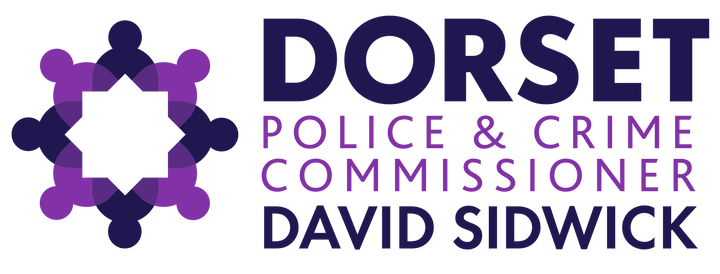 DORSET
POLICE & CRIME
COMMISSIONER
DAVID SIDWICK